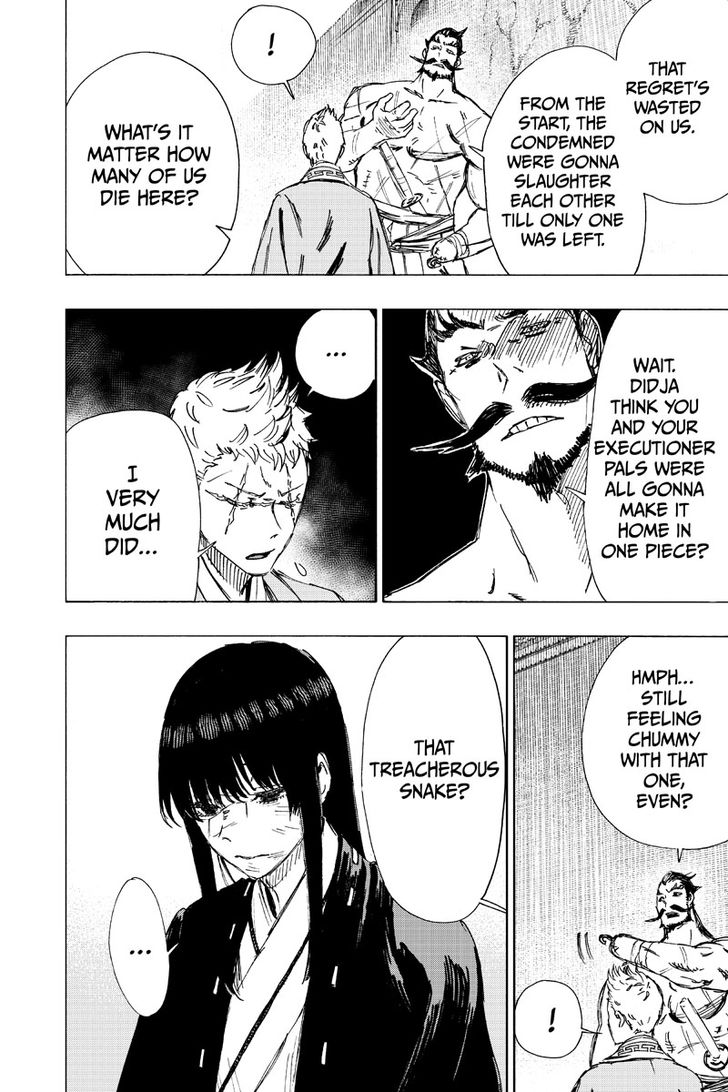 THAT
REGRET'S
WASTED
ON US.
FROM THE
START, THE
CONDEMNED
WERE GONNA
SLAUGHTER
EACH OTHER
TILL ONLY ONE
WAS LEFT.
!
WHAT'S IT
MATTER HOW
MANY OF US
DIE HERE?
WAIT.
DIDJA
THINK YOU
AND YOUR
EXECUTIONER
PALS WERE
ALL GONNA
MAKE IT
HOME IN
ONE PIECE?
...
I
VERY
MUCH
DID...
HMPH...
STILL
FEELING
CHUMMY
WITH THAT
ONE,
EVEN?
!
THAT
TREACHEROUS
SNAKE?
...